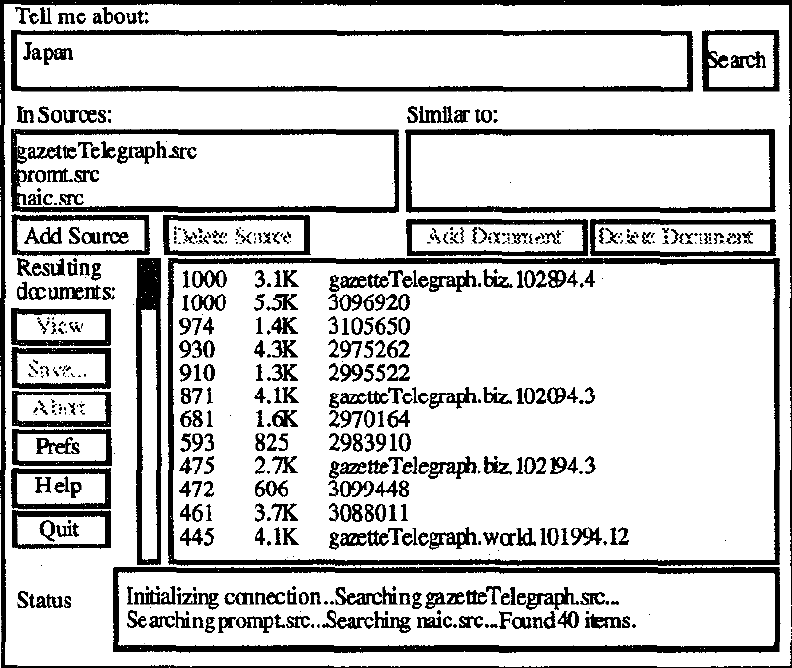 Tell me about:
Japan
Search
In Sources:
Similar to:
gazetteTelegraph.src
promt.src
naic.src
Add Source
Delete Source
Add Document
Delete Document
Resulting
documents:
View
Save...
Abort
Prefs
Help
Quit
1000 3.1K gazetteTelegraph.biz.102894.4
1000 5.5K 3096920
974 1.4K 3105650
930 4.3K 2975262
910 1.3K 2995522
871 4.1K gazetteTelegraph.biz.102094.3
681 1.6K 2970164
593 825 2983910
475 2.7K gazetteTelegraph.biz.102194.3
472 606 3099448
461 3.7K 3088011
445 4.1K gazetteTelegraph.world.101994.12
Status
Initializing connection...Searching gazetteTelegraph.src...
Searching prompt.src...Searching naic.src...Found 40 items.